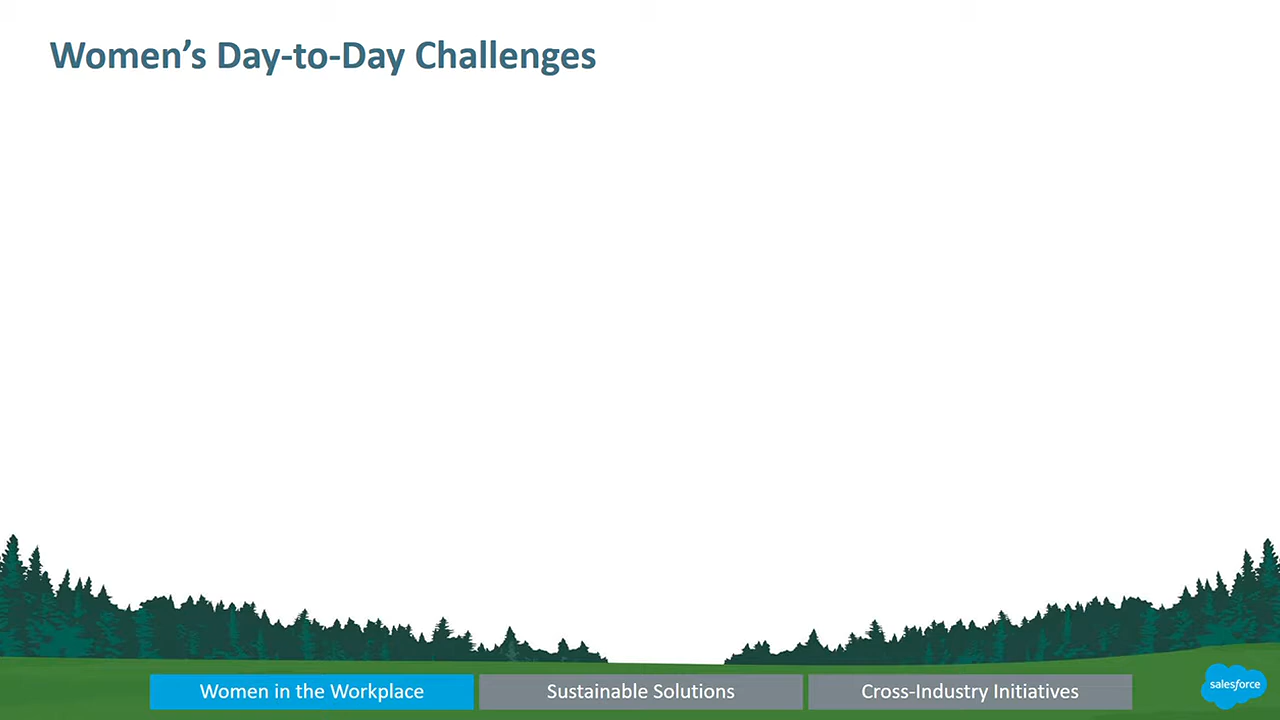 Women’s Day-to-Day Challenges
Women in the Workplace
Sustainable Solutions
Cross-Industry Initiatives
salesforce